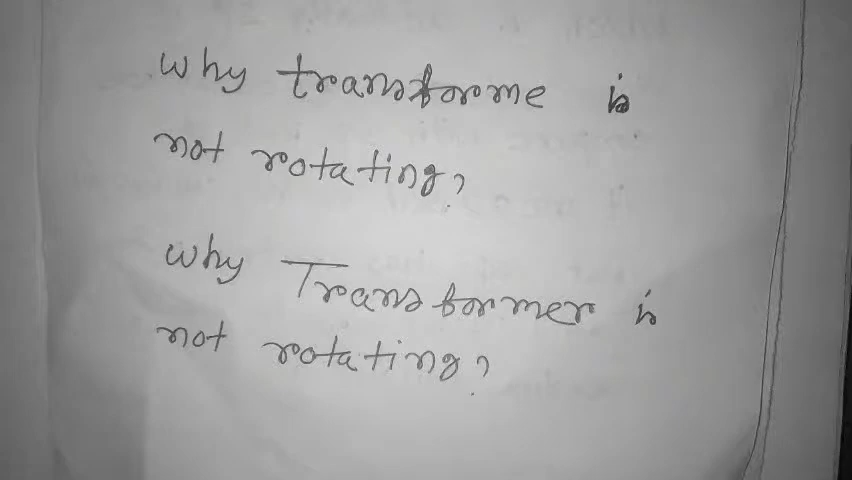 why transforme is
not rotating?
why Transformer is
not rotating?